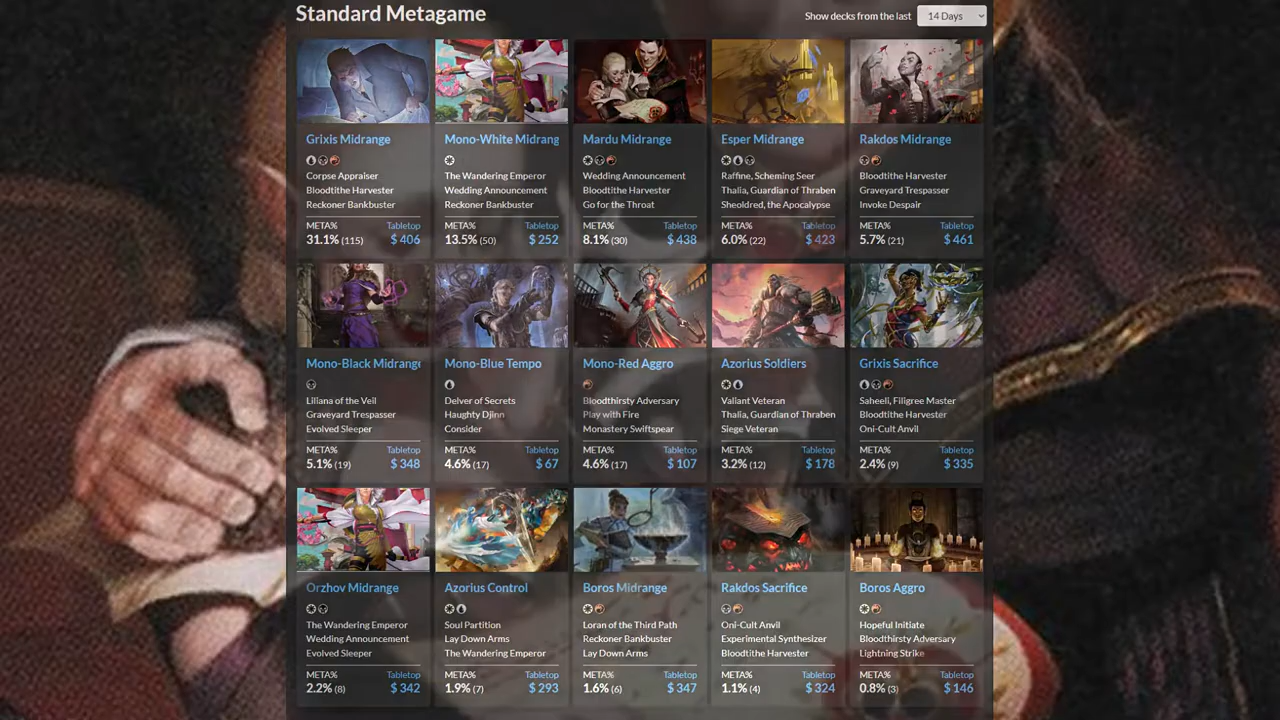 Standard Metagame
Show decks from the last 14 Days
Grixis Midrange
Corpse Appraiser
Bloodtithe Harvester
Reckoner Bankbuster
META% Tabletop
31.1% (115) $ 406
Mono-White Midrang
The Wandering Emperor
Wedding Announcement
Reckoner Bankbuster
META% Tabletop
13.5% (50) $ 252
Mardu Midrange
Wedding Announcement
Bloodtithe Harvester
Go for the Throat
META% Tabletop
8.1% (30) $ 438
Esper Midrange
Raffine, Scheming Seer
Thalia, Guardian of Thraben
Sheoldred, the Apocalypse
META% Tabletop
6.0% (22) $ 423
Rakdos Midrange
Bloodtithe Harvester
Graveyard Trespasser
Invoke Despair
META% Tabletop
5.7% (21) $ 461
Mono-Black Midrange
Liliana of the Veil
Graveyard Trespasser
Evolved Sleeper
META% Tabletop
5.1% (19) $ 348
Mono-Blue Tempo
Delver of Secrets
Haughty Djinn
Consider
META% Tabletop
4.6% (17) $ 67
Mono-Red Aggro
Bloodthirsty Adversary
Play with Fire
Monastery Swiftspear
META% Tabletop
4.6% (17) $ 107
Azorius Soldiers
Valiant Veteran
Thalia, Guardian of Thraben
Siege Veteran
META% Tabletop
3.2% (12) $ 178
Grixis Sacrifice
Saheeli, Filigree Master
Bloodtithe Harvester
Oni-Cult Anvil
META% Tabletop
2.4% (9) $ 335
Orzhov Midrange
The Wandering Emperor
Wedding Announcement
Evolved Sleeper
META% Tabletop
2.2% (8) $ 342
Azorius Control
Soul Partition
Lay Down Arms
The Wandering Emperor
META% Tabletop
1.9% (7) $ 293
Boros Midrange
Loran of the Third Path
Reckoner Bankbuster
Lay Down Arms
META% Tabletop
1.6% (6) $ 347
Rakdos Sacrifice
Oni-Cult Anvil
Experimental Synthesizer
Bloodtithe Harvester
META% Tabletop
1.1% (4) $ 324
Boros Aggro
Hopeful Initiate
Bloodthirsty Adversary
Lightning Strike
META% Tabletop
0.8% (3) $ 146